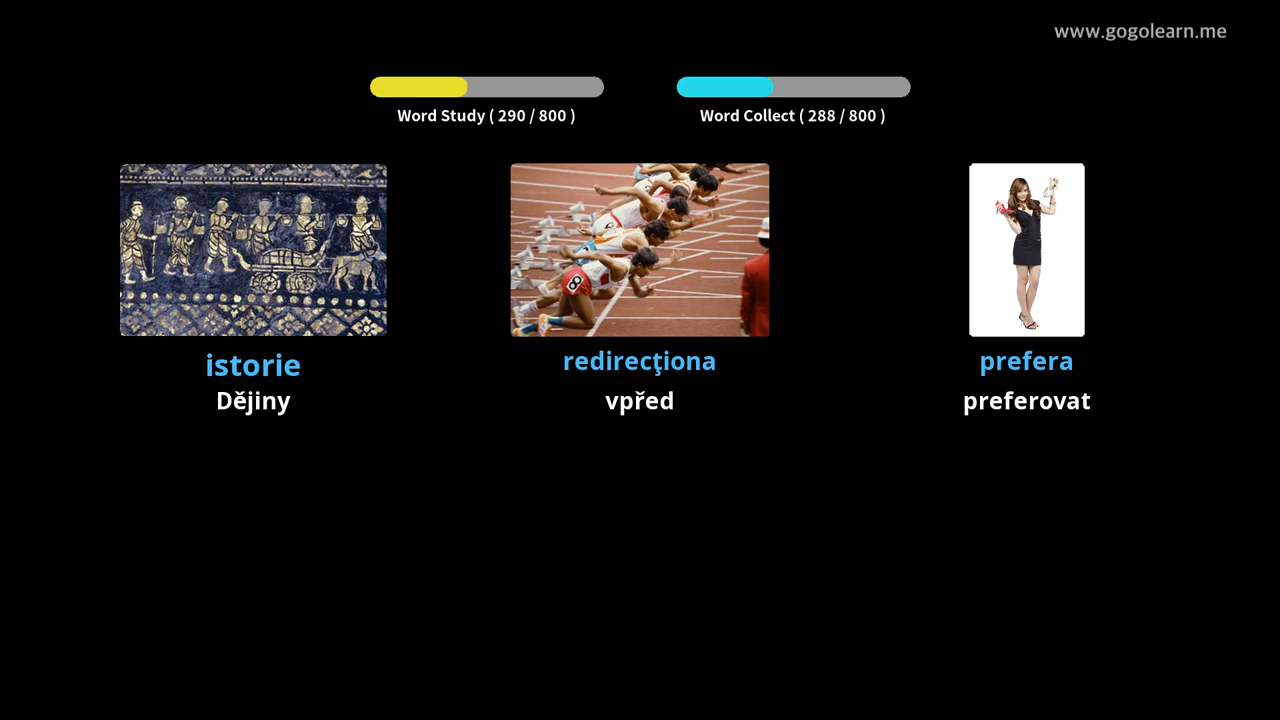 www.gogolearn.me
Word Study ( 290 / 800 )
Word Collect ( 288 / 800 )
istorie
Dějiny
redirecţiona
vpřed
prefera
preferovat